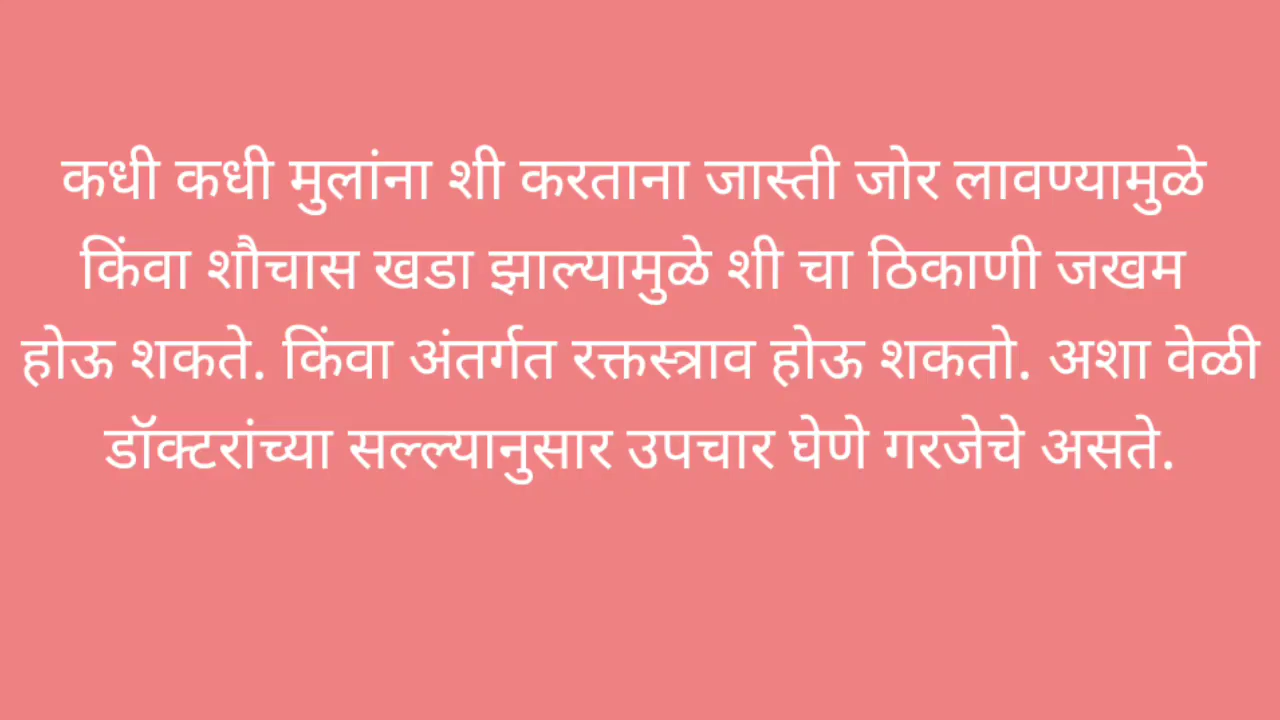 कधी कधी मुलांना शी करताना जास्ती जोर लावण्यामुळे
किंवा शौचास खडा झाल्यामुळे शी चा ठिकाणी जखम
होऊ शकते. किंवा अंतर्गत रक्तस्त्राव होऊ शकतो. अशा वेळी
डॉक्टरांच्या सल्ल्यानुसार उपचार घेणे गरजेचे असते.